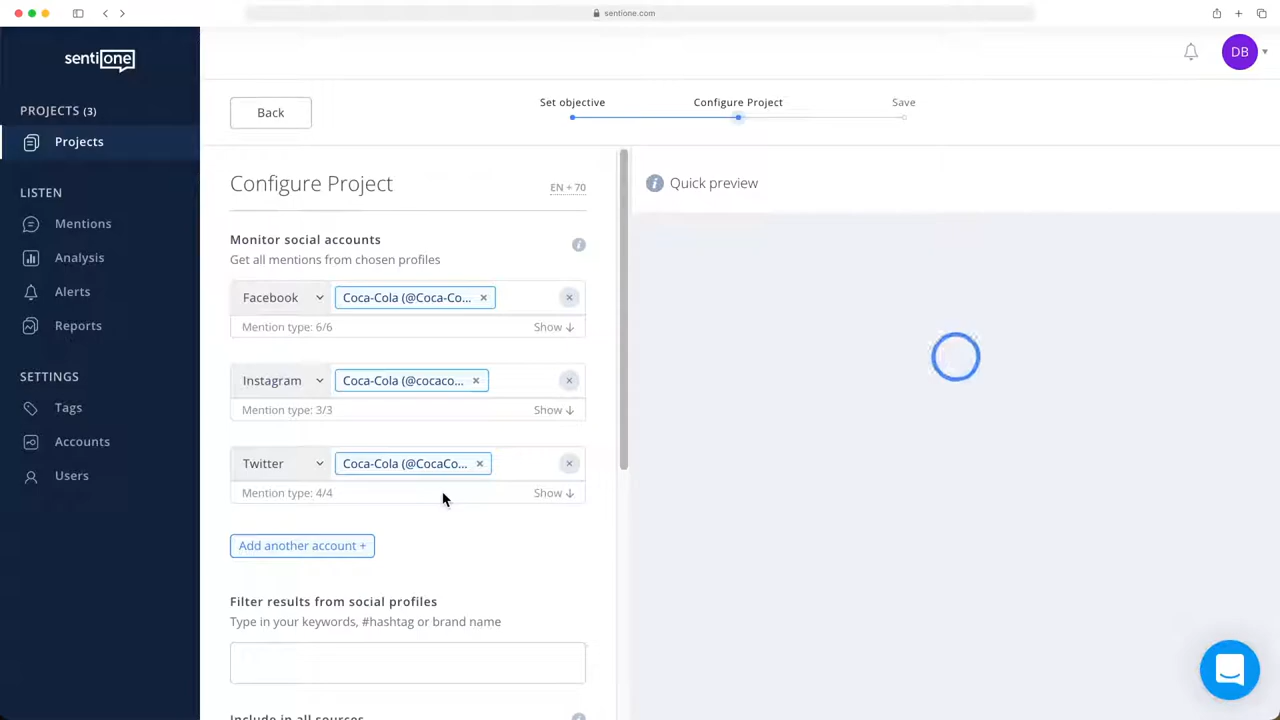 sentione.com
sentione
DB
PROJECTS (3)
Projects
LISTEN
Mentions
Analysis
Alerts
Reports
SETTINGS
Tags
Accounts
Users
Back
Set objective
Configure Project
Save
Configure Project
EN + 70
Monitor social accounts
Get all mentions from chosen profiles
Facebook Coca-Cola (@Coca-Co...
Mention type: 6/6 Show ↓
Instagram Coca-Cola (@cocaco...
Mention type: 3/3 Show ↓
Twitter Coca-Cola (@CocaCo...
Mention type: 4/4 Show ↓
Add another account +
Filter results from social profiles
Type in your keywords, #hashtag or brand name
Include in all sources
Quick preview